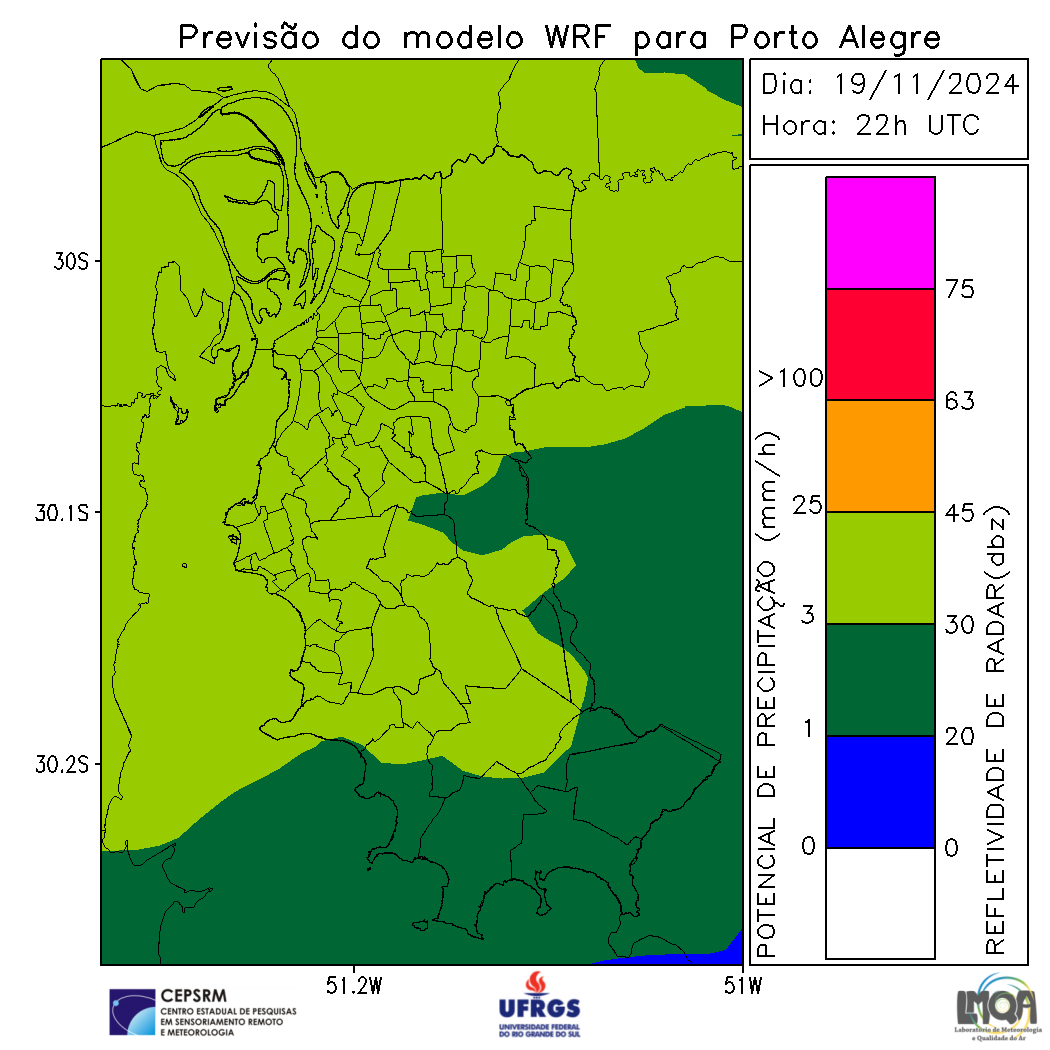 Previsão do modelo WRF para Porto Alegre
Dia: 19/11/2024
Hora: 22h UTC
30S
30.1S
30.2S
51.2W
51W
POTENCIAL DE PRECIPITAÇÃO (mm/h)
>100
25
3
1
0
75
63
45
30
20
0
REFLETIVIDADE DE RADAR(dbz)
CEPSRM
CENTRO ESTADUAL DE PESQUISAS
EM SENSORIAMENTO REMOTO
E METEOROLOGIA
UFRGS
UNIVERSIDADE FEDERAL
DO RIO GRANDE DO SUL
LMQA
Laboratório de Meteorologia
e Qualidade do Ar